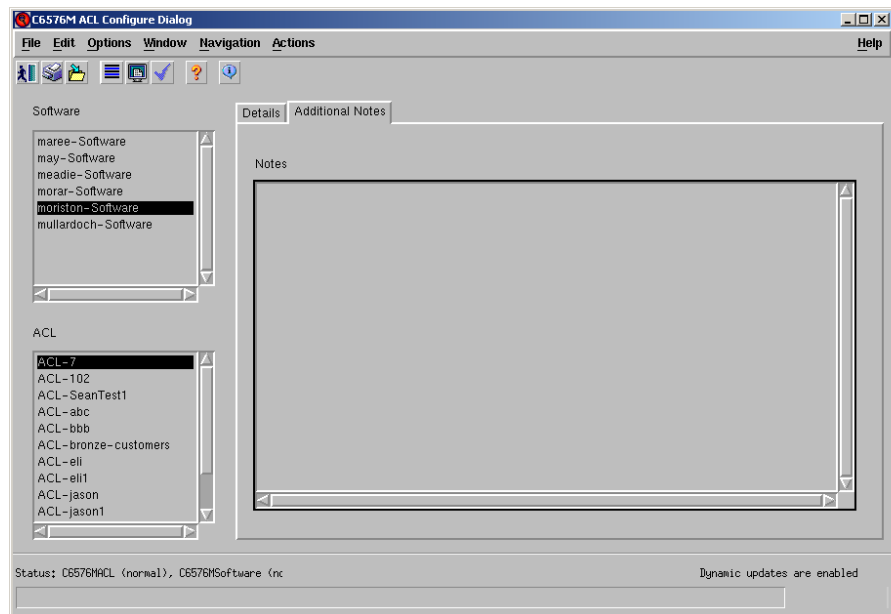 C6576M ACL Configure Dialog
File Edit Options Window Navigation Actions Help
Software
maree-Software
may-Software
meadie-Software
morar-Software
moriston-Software
mullardoch-Software
ACL
ACL-7
ACL-102
ACL-SeanTest1
ACL-abc
ACL-bbb
ACL-bronze-customers
ACL-eli
ACL-eli1
ACL-jason
ACL-jason1
Details Additional Notes
Notes
Status: C6576MACL (normal), C6576MSoftware (nc
Dynamic updates are enabled